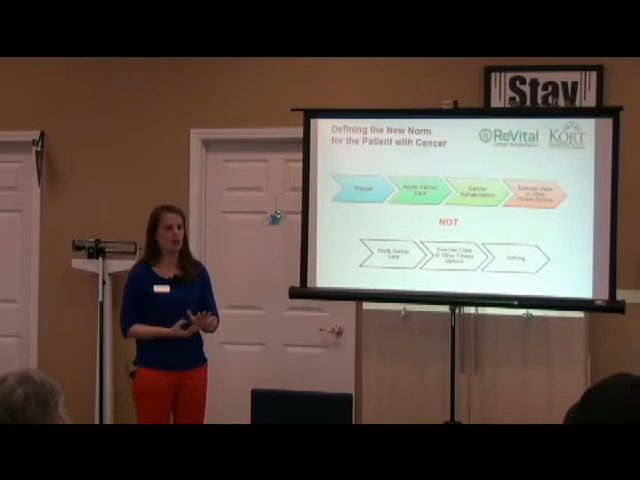 Stay
Defining the New Norm
for the Patient with Cancer
ReVital
Cancer Rehabilitation
KORT
Prehab
Acute Cancer
Care
Cancer
Rehabilitation
Exercise Class
or Other
Fitness Options
NOT
Acute Cancer
Care
Exercise Class
or Other Fitness
Options
Nothing